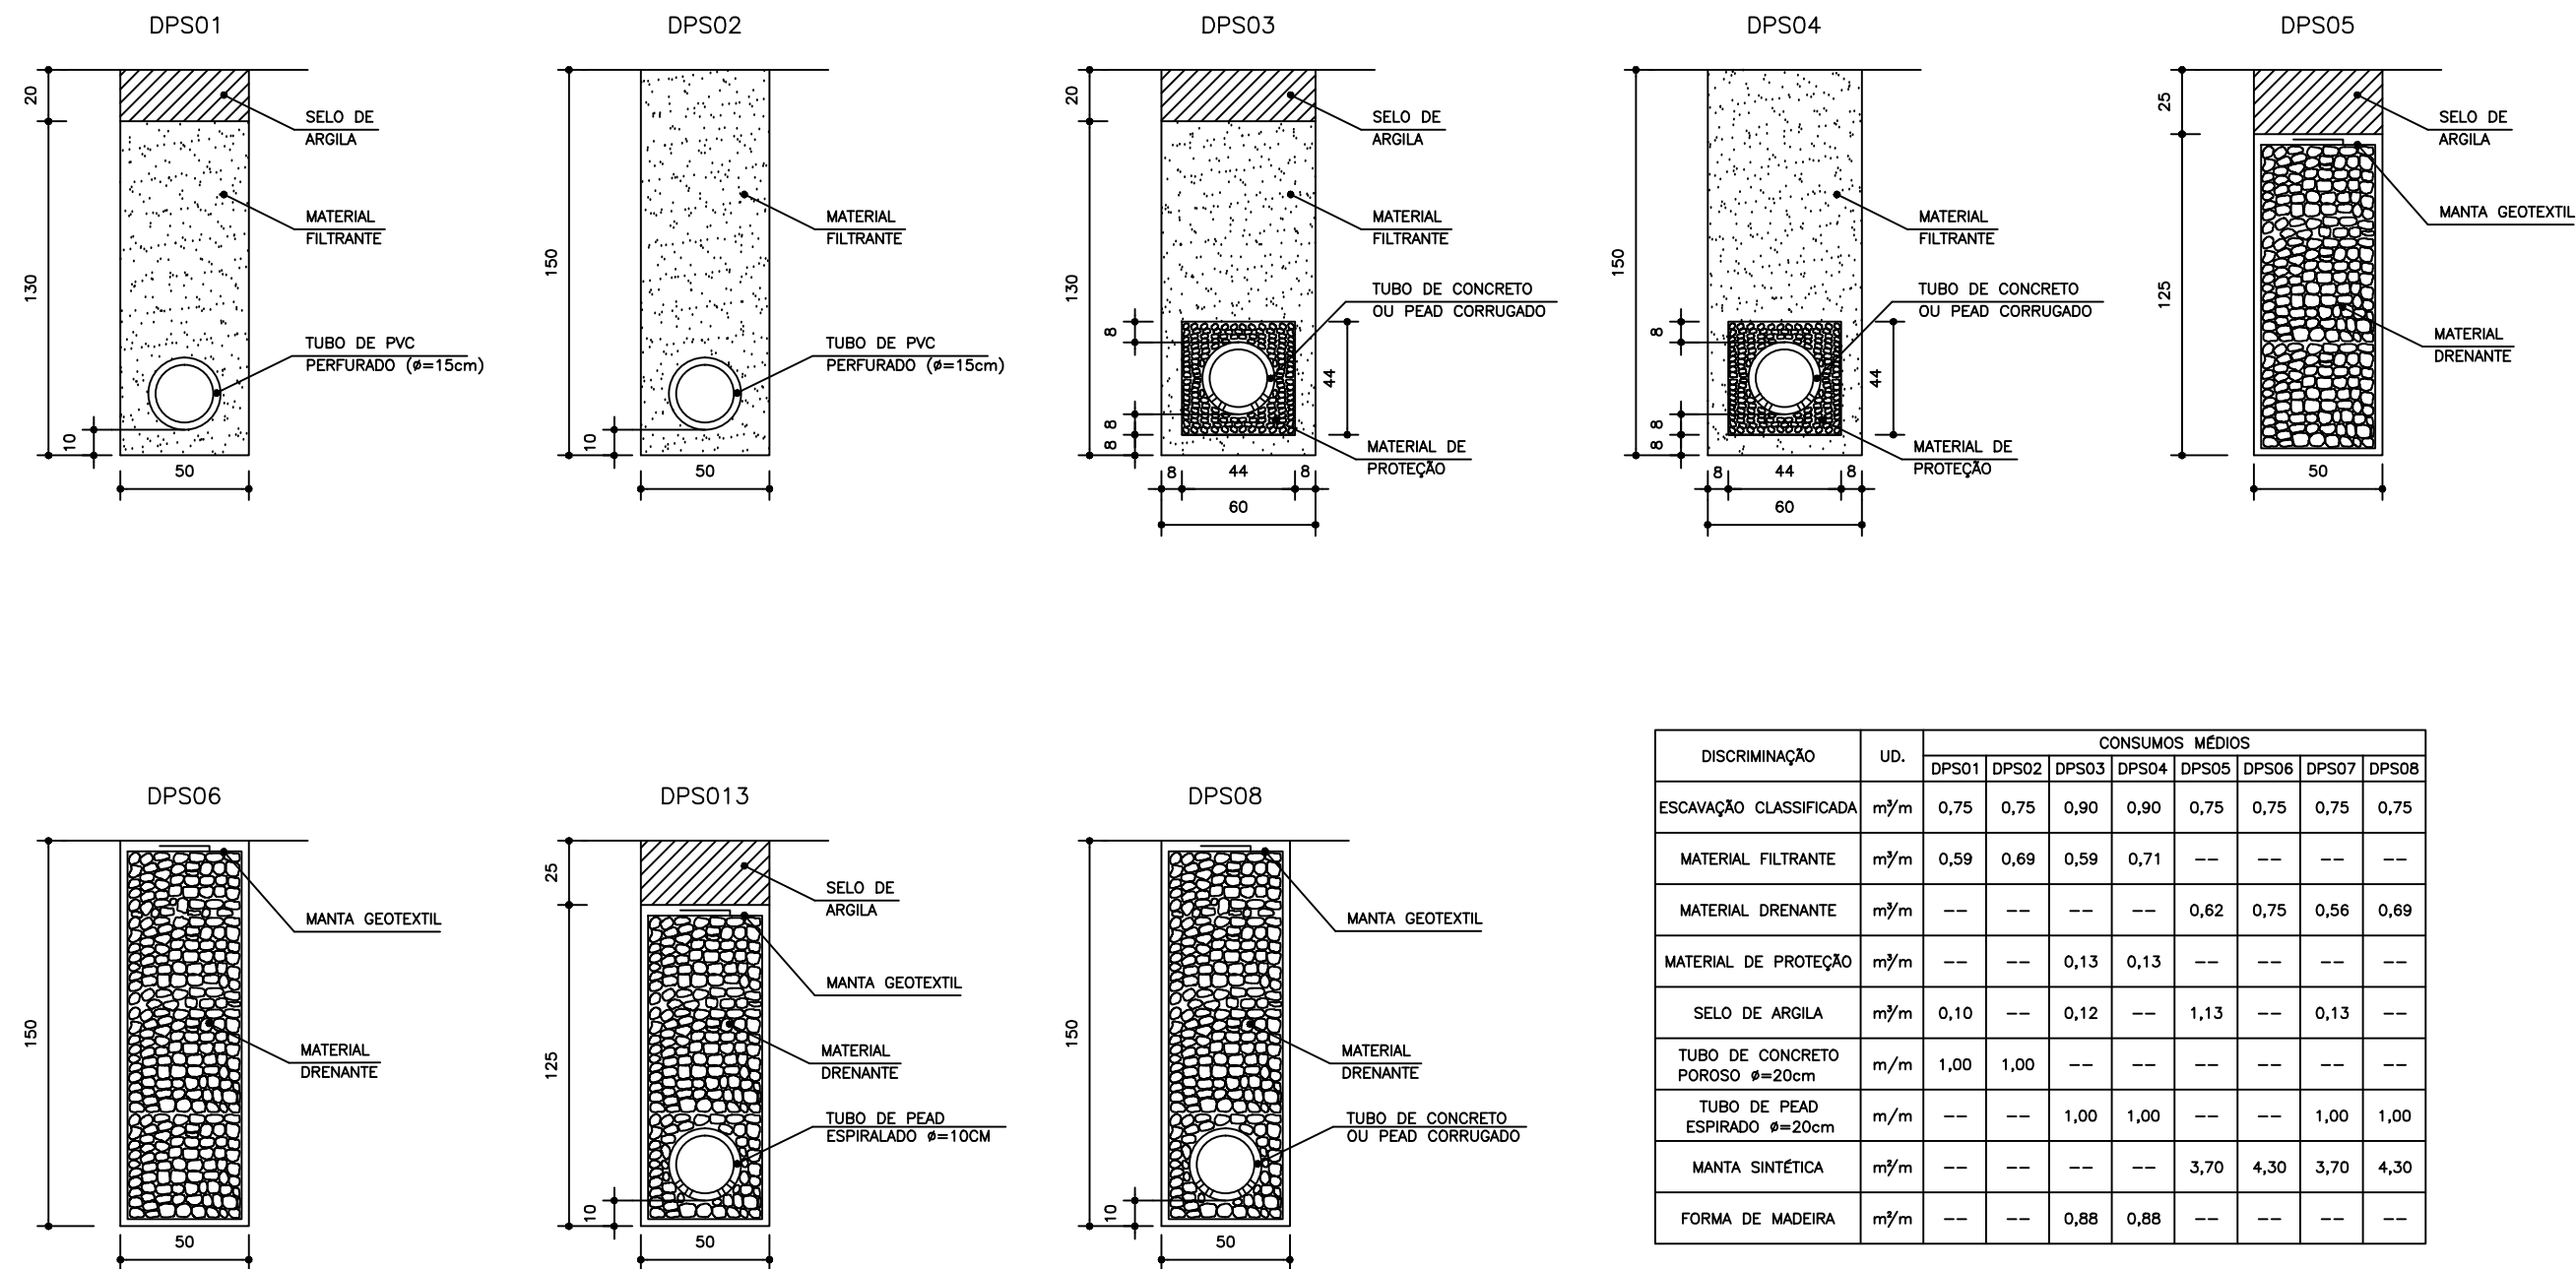 DPS01
20
SELO DE
ARGILA
130
MATERIAL
FILTRANTE
TUBO DE PVC
PERFURADO (ø=15cm)
10
50
DPS02
150
MATERIAL
FILTRANTE
TUBO DE PVC
PERFURADO (ø=15cm)
10
50
DPS03
20
SELO DE
ARGILA
130
MATERIAL
FILTRANTE
TUBO DE CONCRETO
OU PEAD CORRUGADO
8
44
8
8
MATERIAL DE
PROTEÇÃO
8 44 8
60
DPS04
150
MATERIAL
FILTRANTE
TUBO DE CONCRETO
OU PEAD CORRUGADO
8
44
8
8
MATERIAL DE
PROTEÇÃO
8 44 8
60
DPS05
25
SELO DE
ARGILA
MANTA GEOTEXTIL
125
MATERIAL
DRENANTE
50
DPS06
150
MANTA GEOTEXTIL
MATERIAL
DRENANTE
50
DPS013
25
SELO DE
ARGILA
MANTA GEOTEXTIL
125
MATERIAL
DRENANTE
TUBO DE PEAD
ESPIRALADO ø=10CM
10
50
DPS08
150
MANTA GEOTEXTIL
MATERIAL
DRENANTE
TUBO DE CONCRETO
OU PEAD CORRUGADO
10
50
DISCRIMINAÇÃO UD. CONSUMOS MÉDIOS
DPS01 DPS02 DPS03 DPS04 DPS05 DPS06 DPS07 DPS08
ESCAVAÇÃO CLASSIFICADA m³/m 0,75 0,75 0,90 0,90 0,75 0,75 0,75 0,75
MATERIAL FILTRANTE m³/m 0,59 0,69 0,59 0,71 -- -- -- --
MATERIAL DRENANTE m³/m -- -- -- -- 0,62 0,75 0,56 0,69
MATERIAL DE PROTEÇÃO m³/m -- -- 0,13 0,13 -- -- -- --
SELO DE ARGILA m³/m 0,10 -- 0,12 -- 1,13 -- 0,13 --
TUBO DE CONCRETO
POROSO ø=20cm m/m 1,00 1,00 -- -- -- -- -- --
TUBO DE PEAD
ESPIRADO ø=20cm m/m -- -- 1,00 1,00 -- -- 1,00 1,00
MANTA SINTÉTICA m²/m -- -- -- -- 3,70 4,30 3,70 4,30
FORMA DE MADEIRA m²/m -- -- 0,88 0,88 -- -- -- --